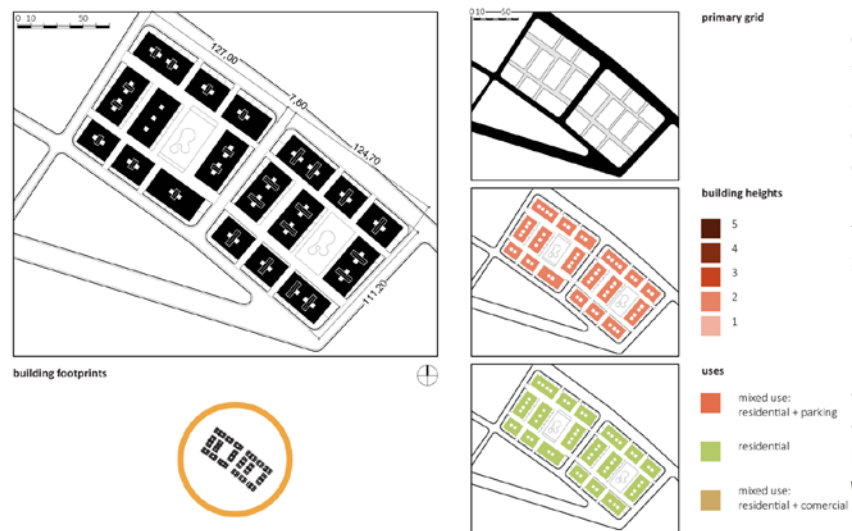 0 10 50
127,00
7,60
124,70
111,20
building footprints
0 10 50
primary grid
building heights
5
4
3
2
1
uses
mixed use:
residential + parking
residential
mixed use:
residential + comercial